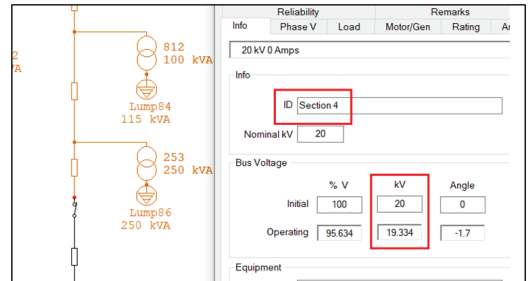 2
VA
812
100 kVA
Lump84
115 kVA
253
250 kVA
Lump86
250 kVA
Reliability Remarks
Info Phase V Load Motor/Gen Rating
20 kV 0 Amps
Info
ID Section 4
Nominal kV 20
Bus Voltage
% V kV Angle
Initial 100 20 0
Operating 95.634 19.334 -1.7
Equipment